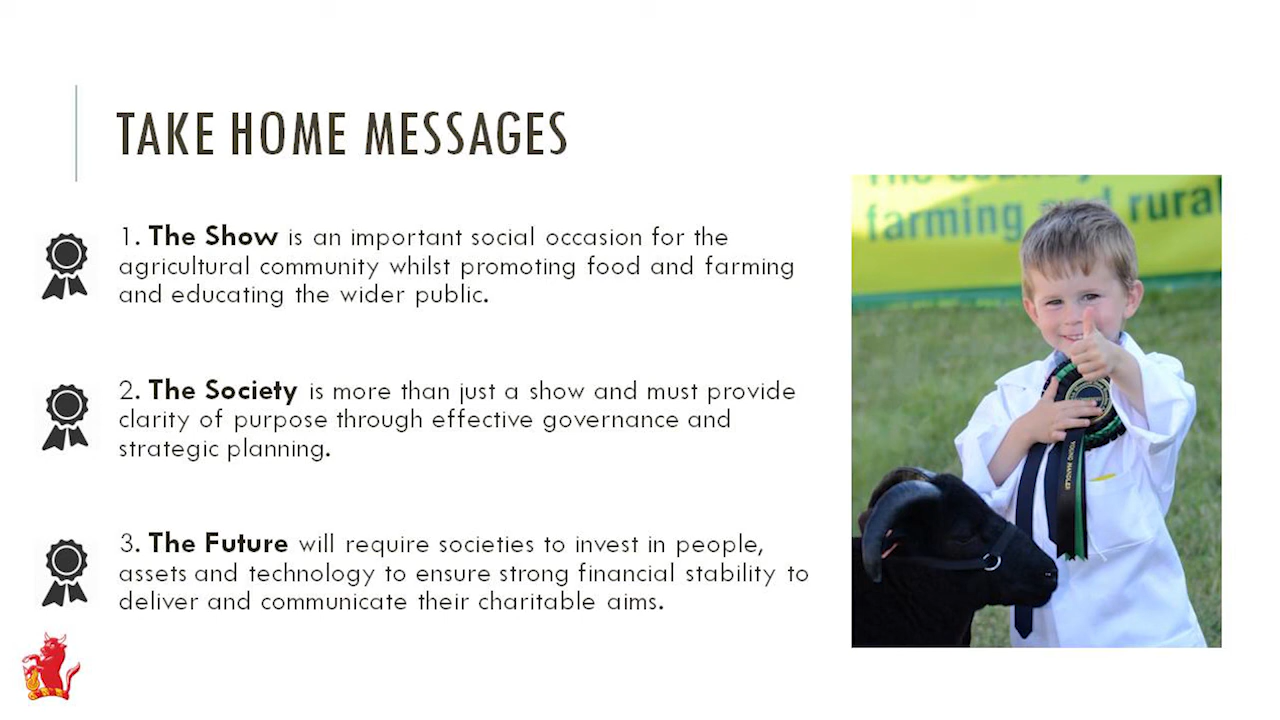 TAKE HOME MESSAGES
1. The Show is an important social occasion for the
agricultural community whilst promoting food and farming
and educating the wider public.
2. The Society is more than just a show and must provide
clarity of purpose through effective governance and
strategic planning.
3. The Future will require societies to invest in people,
assets and technology to ensure strong financial stability to
deliver and communicate their charitable aims.
farming and rural
YOUNG HANDLER